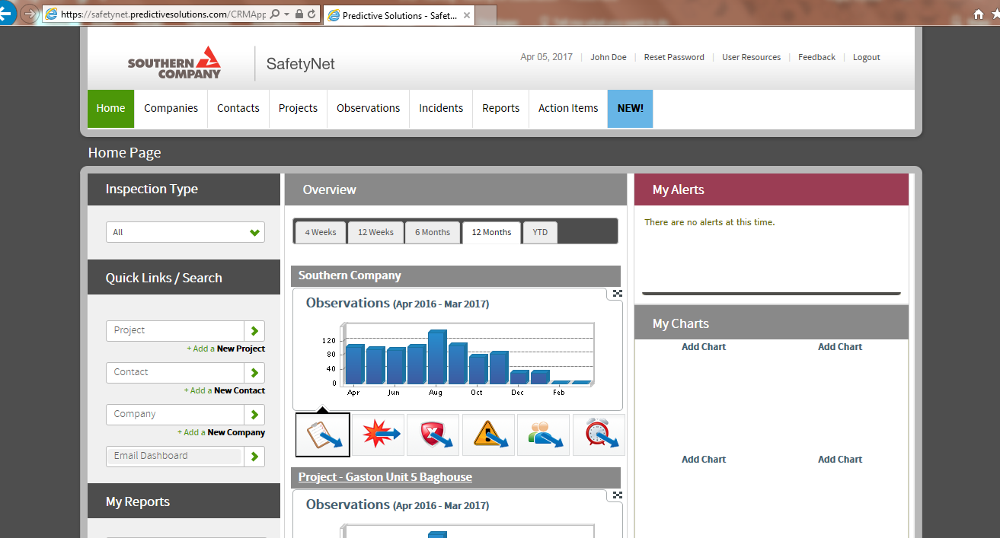 https://safetynet.predictivesolutions.com/CRMApp
Predictive Solutions - Safet...
SOUTHERN COMPANY
SafetyNet
Apr 05, 2017 | John Doe | Reset Password | User Resources | Feedback | Logout
Home Companies Contacts Projects Observations Incidents Reports Action Items NEW!
Home Page
Inspection Type
All
Quick Links / Search
Project
+ Add a New Project
Contact
+ Add a New Contact
Company
+ Add a New Company
Email Dashboard
My Reports
Overview
4 Weeks 12 Weeks 6 Months 12 Months YTD
Southern Company
Observations (Apr 2016 - Mar 2017)
120
80
40
0
Apr Jun Aug Oct Dec Feb
Project - Gaston Unit 5 Baghouse
Observations (Apr 2016 - Mar 2017)
My Alerts
There are no alerts at this time.
My Charts
Add Chart Add Chart
Add Chart Add Chart